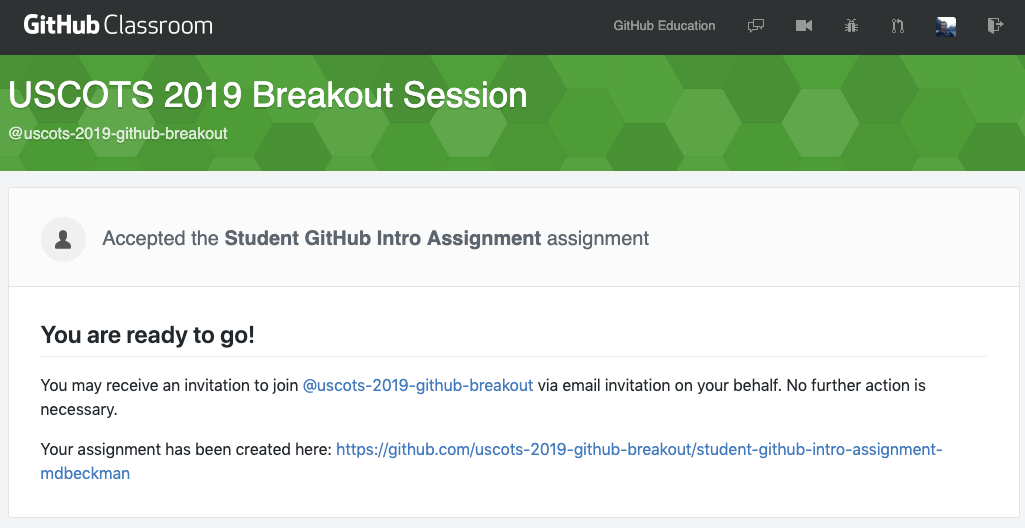 GitHub Classroom
GitHub Education
USCOTS 2019 Breakout Session
@uscots-2019-github-breakout
Accepted the Student GitHub Intro Assignment assignment
You are ready to go!
You may receive an invitation to join @uscots-2019-github-breakout via email invitation on your behalf. No further action is
necessary.
Your assignment has been created here: https://github.com/uscots-2019-github-breakout/student-github-intro-assignment-
mdbeckman